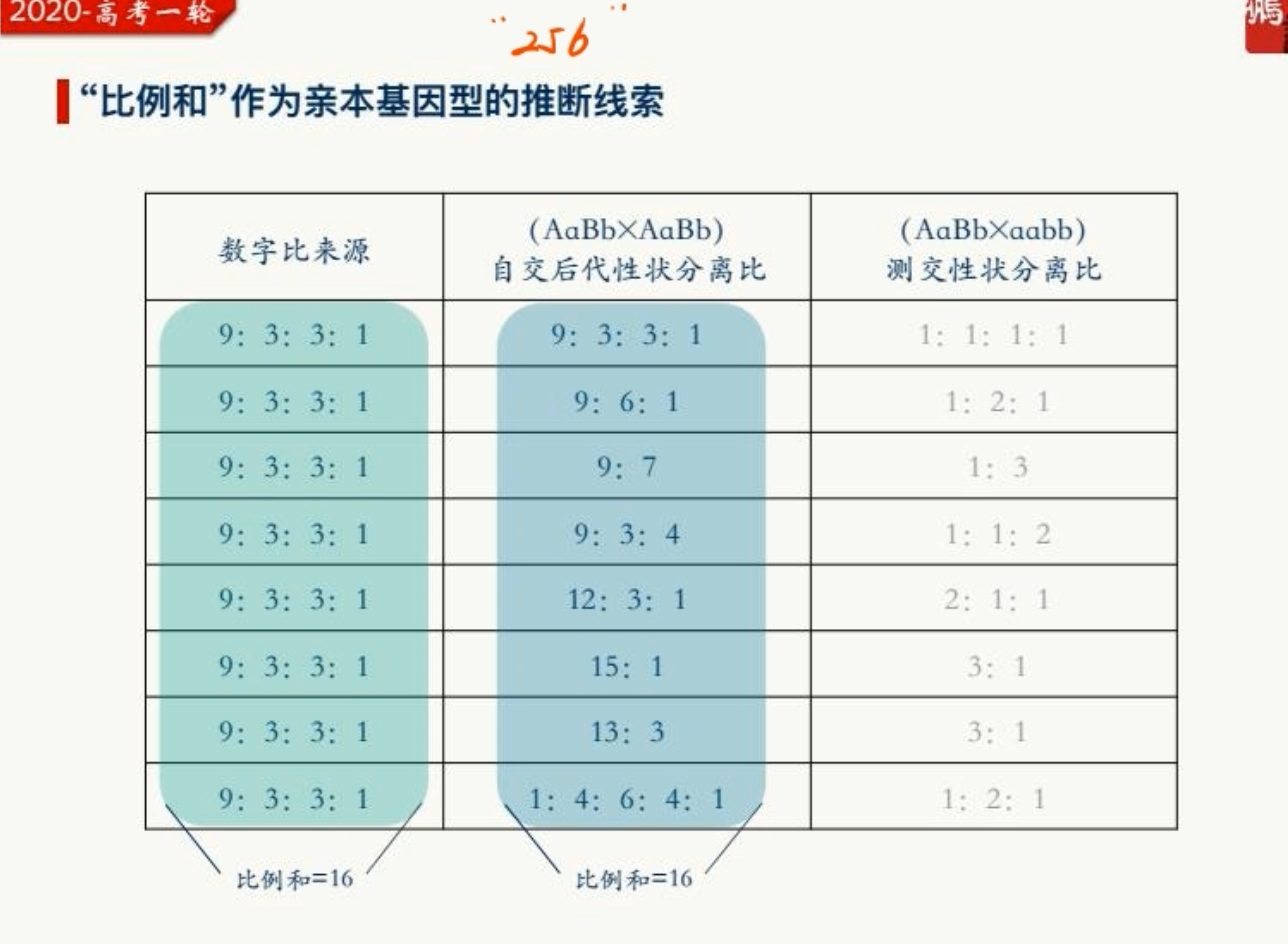 2020-高考一轮
"256"
“比例和”作为亲本基因型的推断线索
数字比来源
(AaBb×AaBb)
自交后代性状分离比
(AaBb×aabb)
测交性状分离比
9: 3: 3: 1 9: 3: 3: 1 1: 1: 1: 1
9: 3: 3: 1 9: 6: 1 1: 2: 1
9: 3: 3: 1 9: 7 1: 3
9: 3: 3: 1 9: 3: 4 1: 1: 2
9: 3: 3: 1 12: 3: 1 2: 1: 1
9: 3: 3: 1 15: 1 3: 1
9: 3: 3: 1 13: 3 3: 1
9: 3: 3: 1 1: 4: 6: 4: 1 1: 2: 1
比例和=16 比例和=16